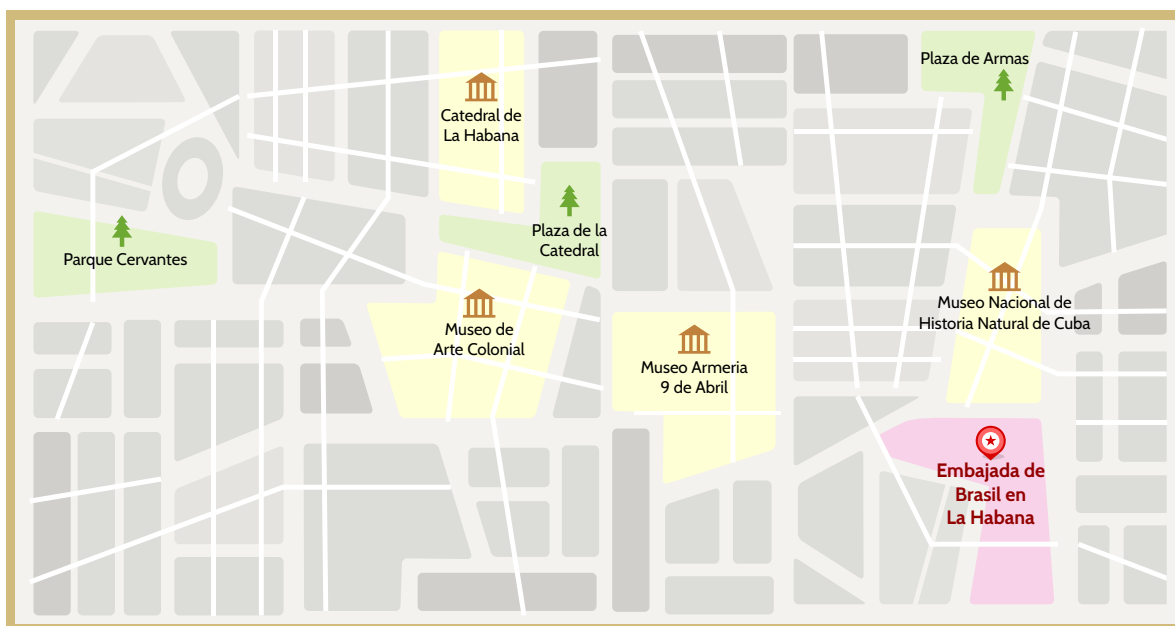 Plaza de Armas
Catedral de
La Habana
Plaza de la
Catedral
Parque Cervantes
Museo Nacional de
Historia Natural de Cuba
Museo de
Arte Colonial
Museo Armeria
9 de Abril
Embajada de
Brasil en
La Habana